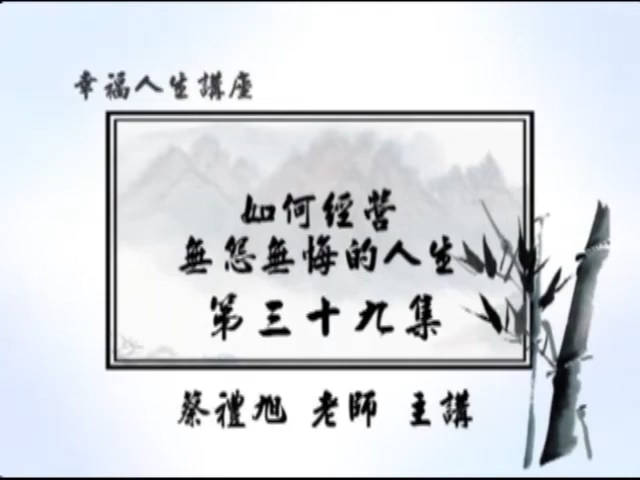 幸福人生講座
如何經營
無怨無悔的人生
第三十九集
蔡禮旭 老師 主講